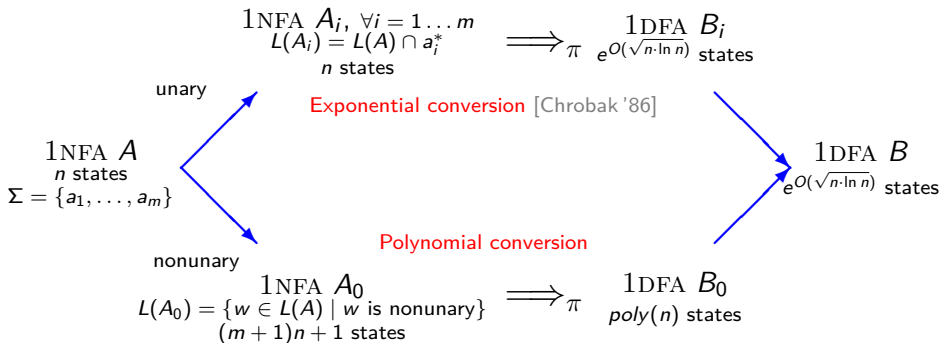 1NFA A_i, ∀i = 1 … m
L(A_i) = L(A) ∩ a_i^*
n states
⟹_π
1DFA B_i
e^{O(√(n·ln n))} states
unary
Exponential conversion [Chrobak '86]
1NFA A
n states
Σ = {a_1, …, a_m}
1DFA B
e^{O(√(n·ln n))} states
Polynomial conversion
nonunary
1NFA A_0
L(A_0) = {w ∈ L(A) | w is nonunary}
(m + 1)n + 1 states
⟹_π
1DFA B_0
poly(n) states